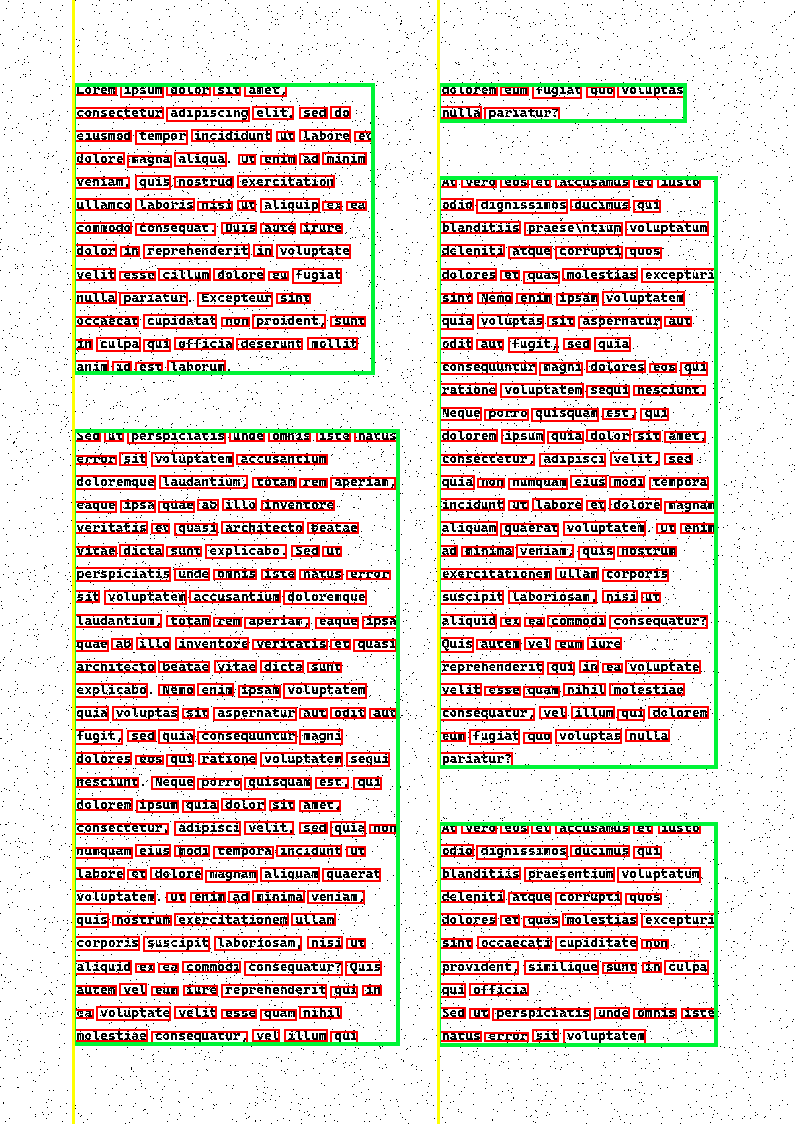 Lorem ipsum dolor sit amet,
consectetur adipiscing elit, sed do
eiusmod tempor incididunt ut labore et
dolore magna aliqua. Ut enim ad minim
veniam, quis nostrud exercitation
ullamco laboris nisi ut aliquip ex ea
commodo consequat. Duis aute irure
dolor in reprehenderit in voluptate
velit esse cillum dolore eu fugiat
nulla pariatur. Excepteur sint
occaecat cupidatat non proident, sunt
in culpa qui officia deserunt mollit
anim id est laborum.
Sed ut perspiciatis unde omnis iste natus
error sit voluptatem accusantium
doloremque laudantium, totam rem aperiam,
eaque ipsa quae ab illo inventore
veritatis et quasi architecto beatae
vitae dicta sunt explicabo. Sed ut
perspiciatis unde omnis iste natus error
sit voluptatem accusantium doloremque
laudantium, totam rem aperiam, eaque ipsa
quae ab illo inventore veritatis et quasi
architecto beatae vitae dicta sunt
explicabo. Nemo enim ipsam voluptatem
quia voluptas sit aspernatur aut odit aut
fugit, sed quia consequuntur magni
dolores eos qui ratione voluptatem sequi
nesciunt. Neque porro quisquam est, qui
dolorem ipsum quia dolor sit amet,
consectetur, adipisci velit, sed quia non
numquam eius modi tempora incidunt ut
labore et dolore magnam aliquam quaerat
voluptatem. Ut enim ad minima veniam,
quis nostrum exercitationem ullam
corporis suscipit laboriosam, nisi ut
aliquid ex ea commodi consequatur? Quis
autem vel eum iure reprehenderit qui in
ea voluptate velit esse quam nihil
molestiae consequatur, vel illum qui
dolorem eum fugiat quo voluptas
nulla pariatur?
At vero eos et accusamus et iusto
odio dignissimos ducimus qui
blanditiis praese\ntium voluptatum
deleniti atque corrupti quos
dolores et quas molestias excepturi
sint Nemo enim ipsam voluptatem
quia voluptas sit aspernatur aut
odit aut fugit, sed quia
consequuntur magni dolores eos qui
ratione voluptatem sequi nesciunt.
Neque porro quisquam est, qui
dolorem ipsum quia dolor sit amet,
consectetur, adipisci velit, sed
quia non numquam eius modi tempora
incidunt ut labore et dolore magnam
aliquam quaerat voluptatem. Ut enim
ad minima veniam, quis nostrum
exercitationem ullam corporis
suscipit laboriosam, nisi ut
aliquid ex ea commodi consequatur?
Quis autem vel eum iure
reprehenderit qui in ea voluptate
velit esse quam nihil molestiae
consequatur, vel illum qui dolorem
eum fugiat quo voluptas nulla
pariatur?
At vero eos et accusamus et iusto
odio dignissimos ducimus qui
blanditiis praesentium voluptatum
deleniti atque corrupti quos
dolores et quas molestias excepturi
sint occaecati cupiditate non
provident, similique sunt in culpa
qui officia
Sed ut perspiciatis unde omnis iste
natus error sit voluptatem